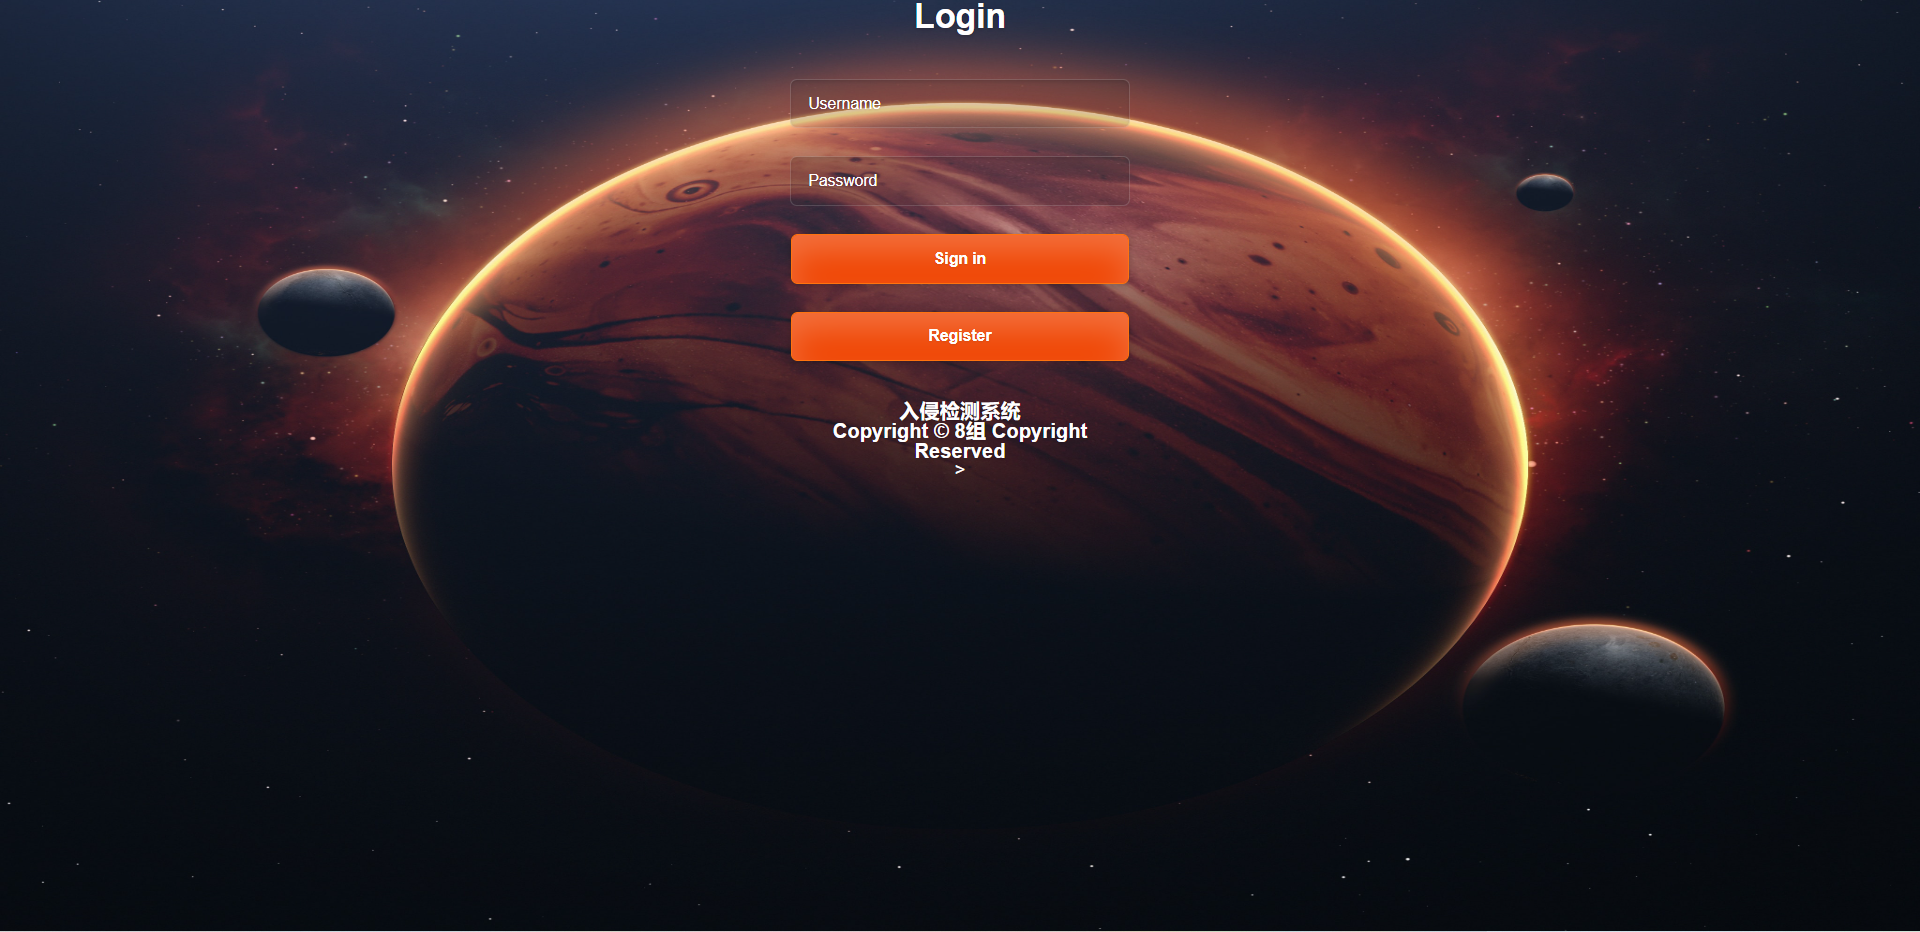 Login
Username
Password
Sign in
Register
入侵检测系统
Copyright © 8组 Copyright
Reserved
>